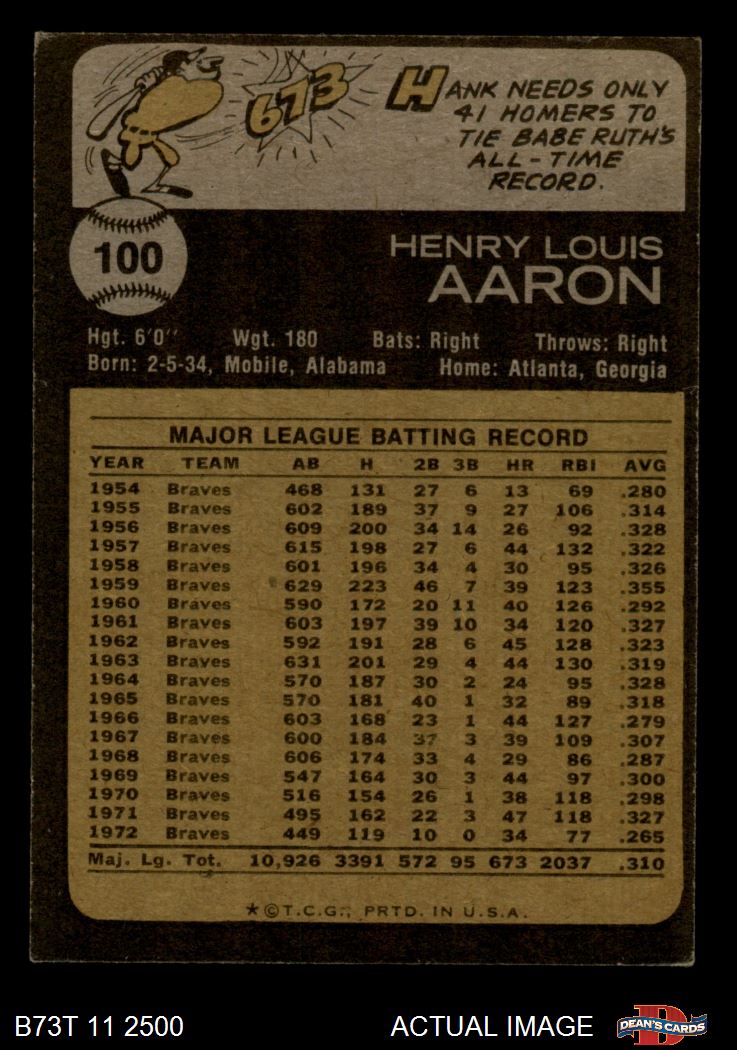 673
HANK NEEDS ONLY
41 HOMERS TO
TIE BABE RUTH'S
ALL-TIME
RECORD.
100
HENRY LOUIS
AARON
Hgt. 6'0" Wgt. 180 Bats: Right Throws: Right
Born: 2-5-34, Mobile, Alabama Home: Atlanta, Georgia
MAJOR LEAGUE BATTING RECORD
YEAR TEAM AB H 2B 3B HR RBI AVG
1954 Braves 468 131 27 6 13 69 .280
1955 Braves 602 189 37 9 27 106 .314
1956 Braves 609 200 34 14 26 92 .328
1957 Braves 615 198 27 6 44 132 .322
1958 Braves 601 196 34 4 30 95 .326
1959 Braves 629 223 46 7 39 123 .355
1960 Braves 590 172 20 11 40 126 .292
1961 Braves 603 197 39 10 34 120 .327
1962 Braves 592 191 28 6 45 128 .323
1963 Braves 631 201 29 4 44 130 .319
1964 Braves 570 187 30 2 24 95 .328
1965 Braves 570 181 40 1 32 89 .318
1966 Braves 603 168 23 1 44 127 .279
1967 Braves 600 184 37 3 39 109 .307
1968 Braves 606 174 33 4 29 86 .287
1969 Braves 547 164 30 3 44 97 .300
1970 Braves 516 154 26 1 38 118 .298
1971 Braves 495 162 22 3 47 118 .327
1972 Braves 449 119 10 0 34 77 .265
Maj. Lg. Tot. 10,926 3391 572 95 673 2037 .310
★©T.C.G., PRTD. IN U.S.A.
B73T 11 2500 ACTUAL IMAGE D DEAN'S CARDS